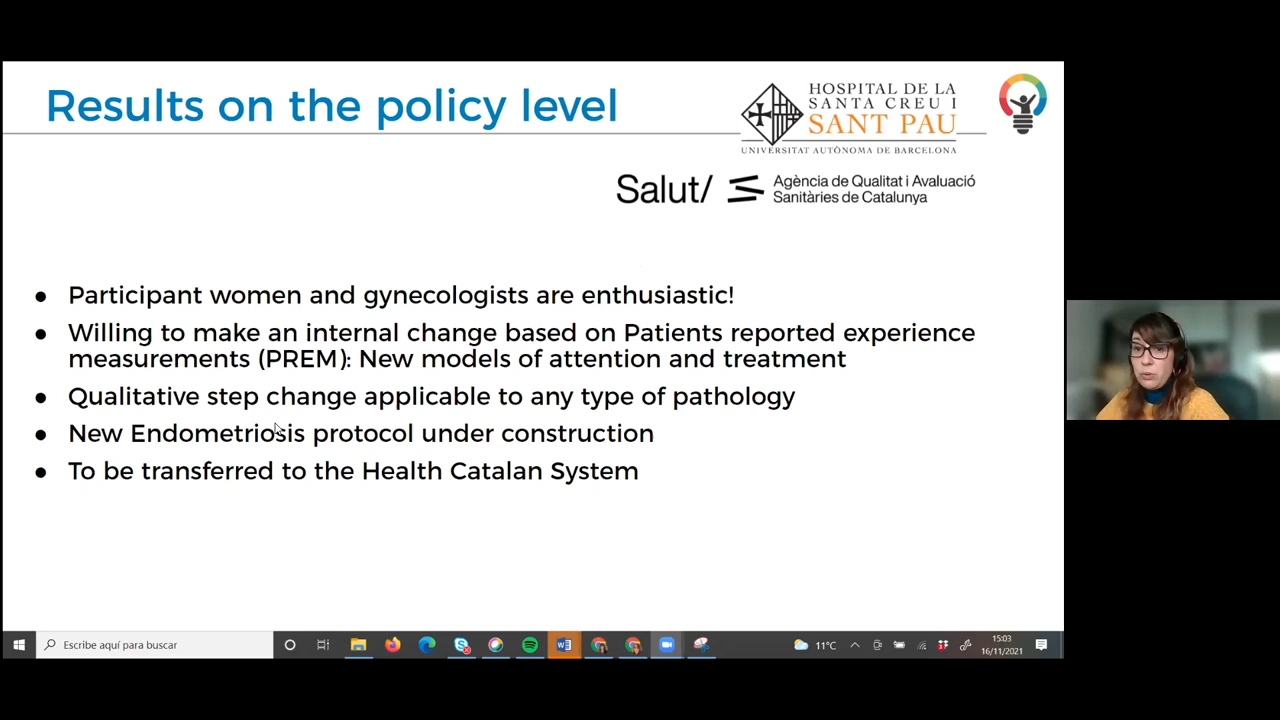 Results on the policy level
HOSPITAL DE LA
SANTA CREU I
SANT PAU
UNIVERSITAT AUTÒNOMA DE BARCELONA
Salut/
Agència de Qualitat i Avaluació
Sanitàries de Catalunya
● Participant women and gynecologists are enthusiastic!
● Willing to make an internal change based on Patients reported experience
measurements (PREM): New models of attention and treatment
● Qualitative step change applicable to any type of pathology
● New Endometriosis protocol under construction
● To be transferred to the Health Catalan System
Escribe aquí para buscar
11°C
15:03
16/11/2021